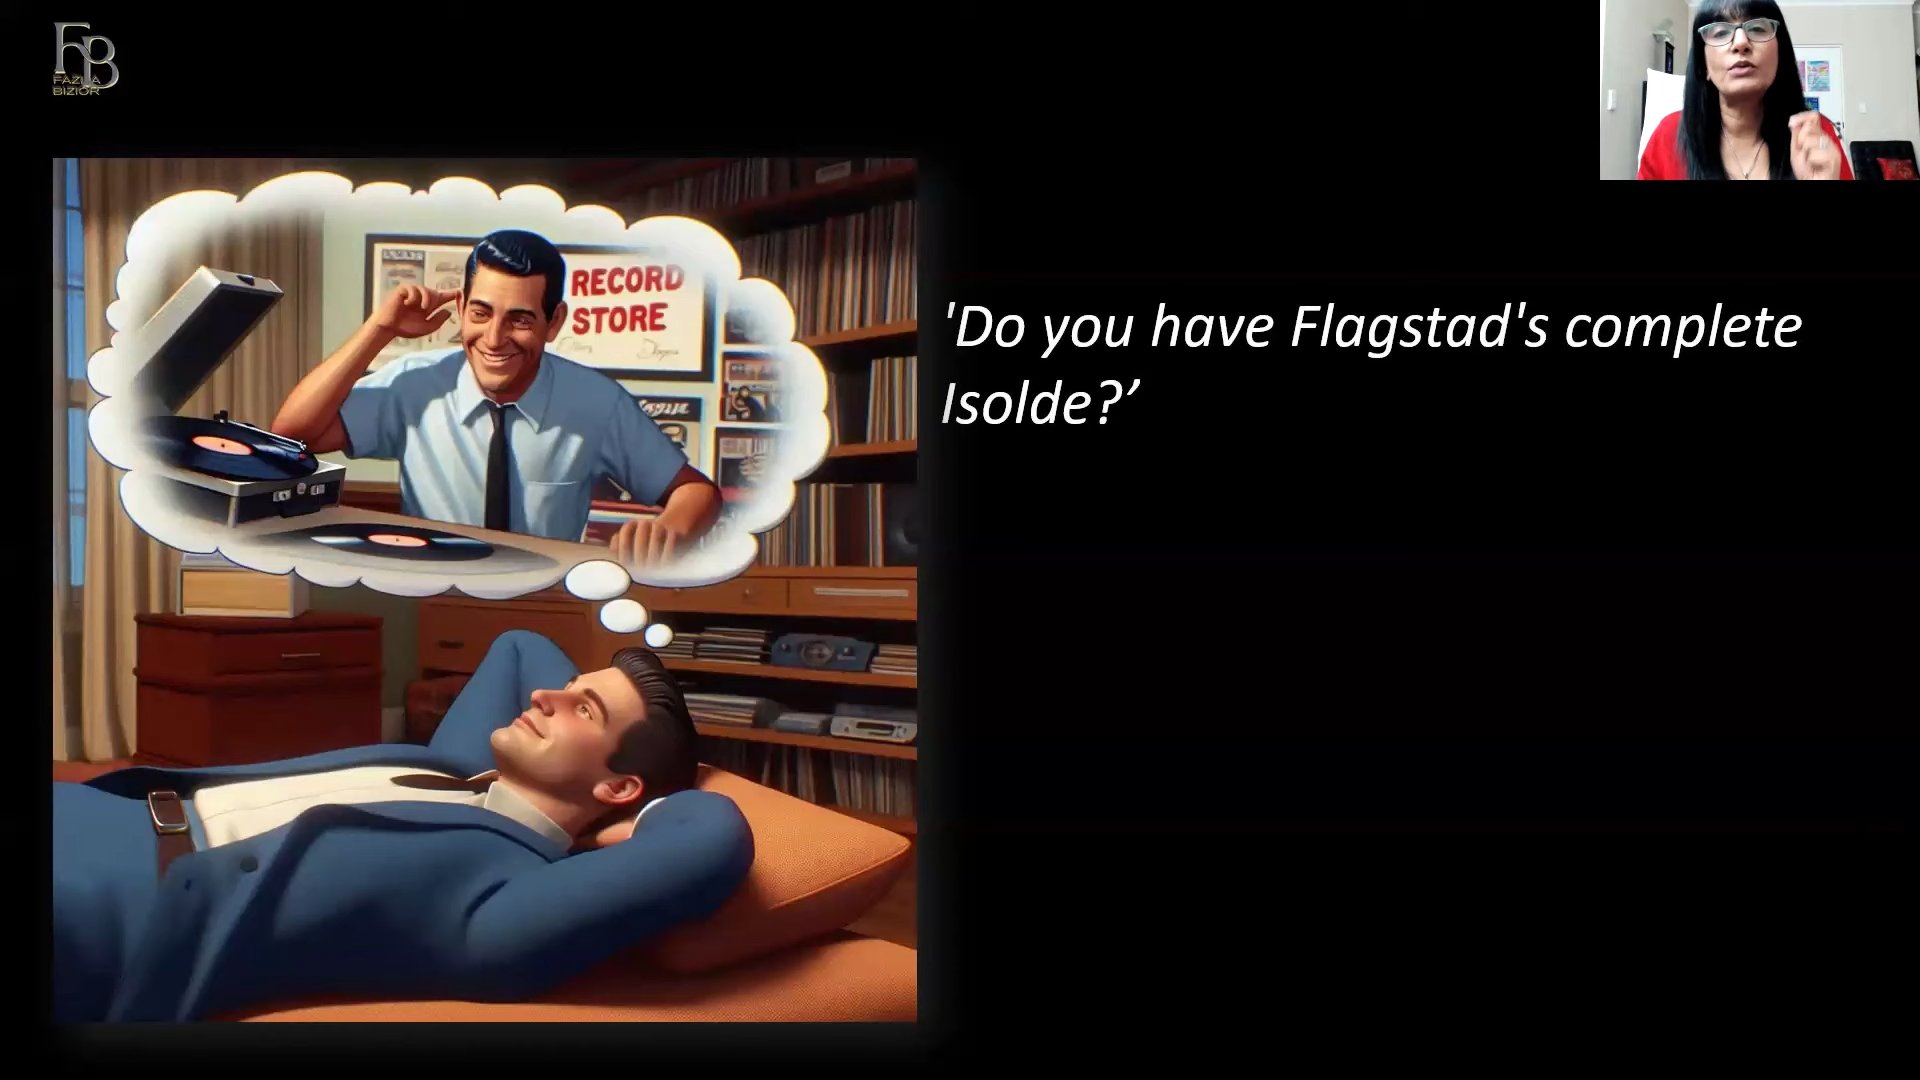 FB
FAZILA
BIZIOR
RECORD
STORE
'Do you have Flagstad's complete
Isolde?’